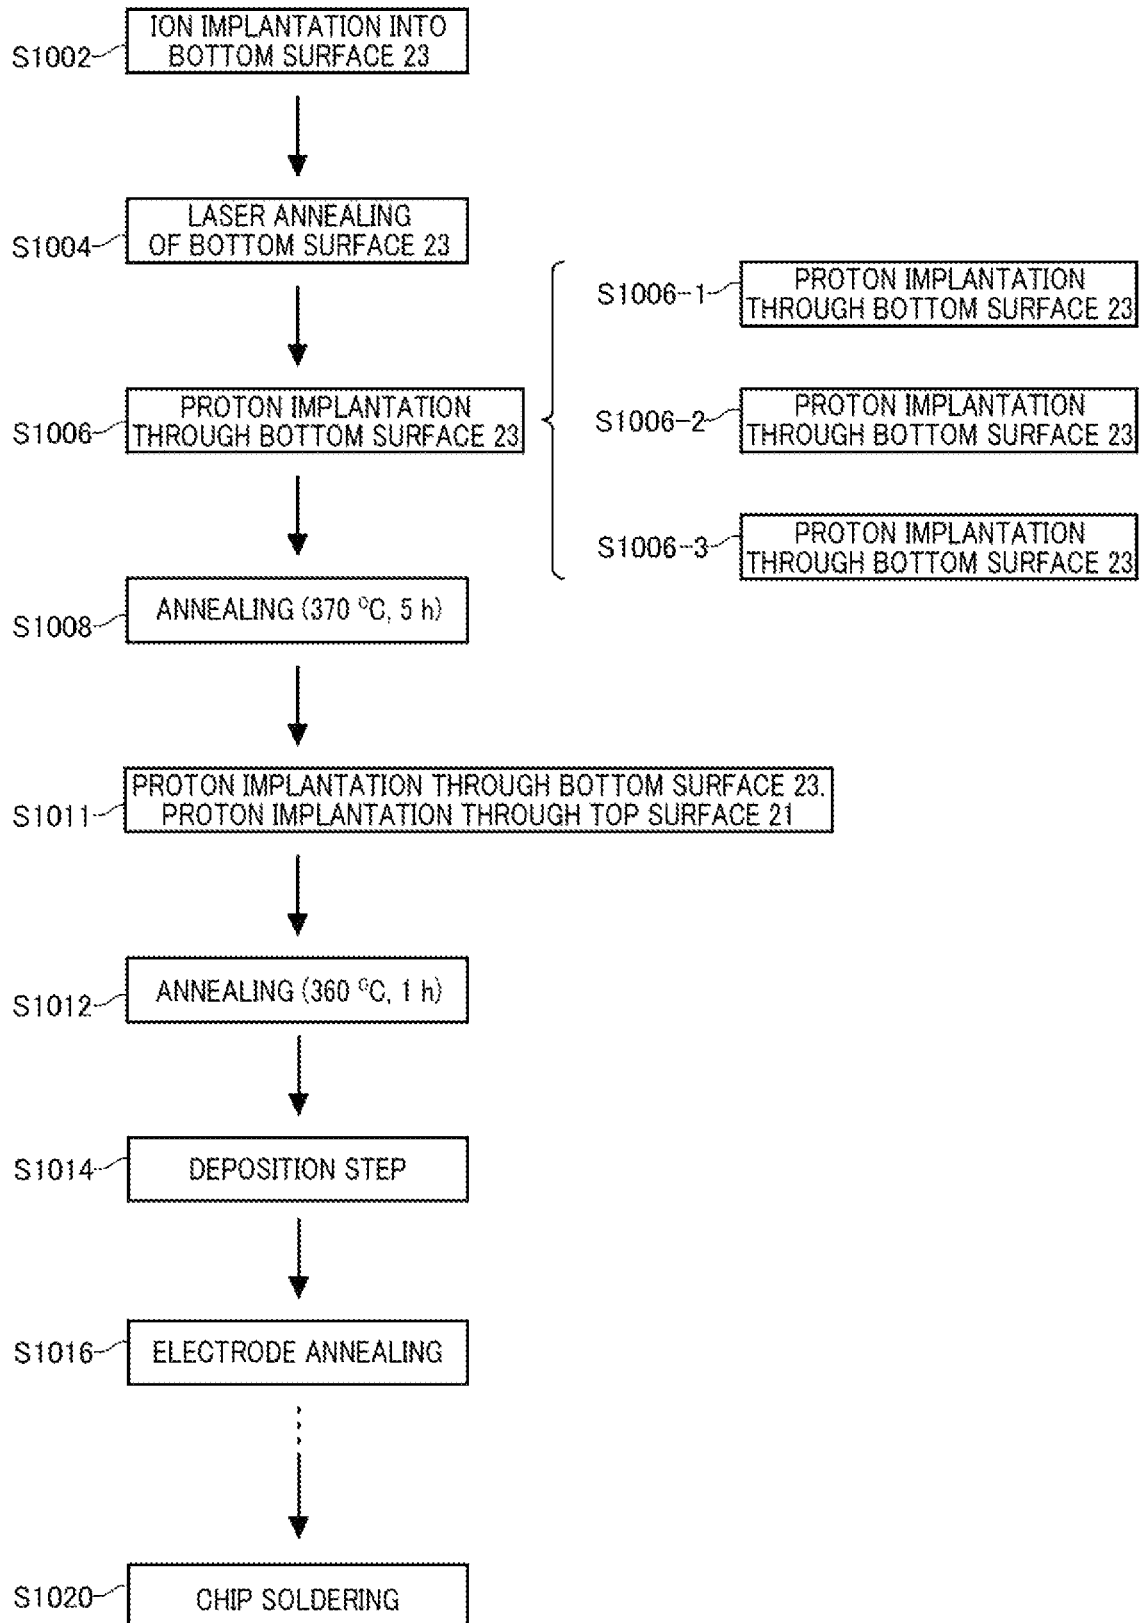 S1002
ION IMPLANTATION INTO
BOTTOM SURFACE 23
S1004
LASER ANNEALING
OF BOTTOM SURFACE 23
S1006
PROTON IMPLANTATION
THROUGH BOTTOM SURFACE 23
S1006-1
PROTON IMPLANTATION
THROUGH BOTTOM SURFACE 23
S1006-2
PROTON IMPLANTATION
THROUGH BOTTOM SURFACE 23
S1006-3
PROTON IMPLANTATION
THROUGH BOTTOM SURFACE 23
S1008
ANNEALING (370 °C, 5 h)
S1011
PROTON IMPLANTATION THROUGH BOTTOM SURFACE 23.
PROTON IMPLANTATION THROUGH TOP SURFACE 21
S1012
ANNEALING (360 °C, 1 h)
S1014
DEPOSITION STEP
S1016
ELECTRODE ANNEALING
S1020
CHIP SOLDERING